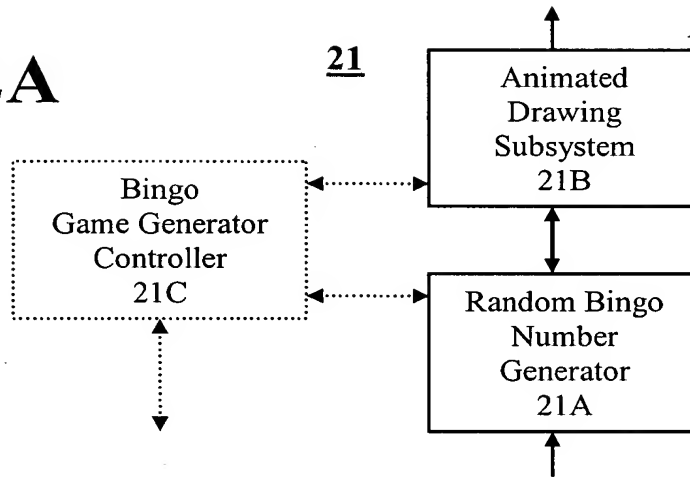 A
21
Animated
Drawing
Subsystem
21B
Bingo
Game Generator
Controller
21C
Random Bingo
Number
Generator
21A